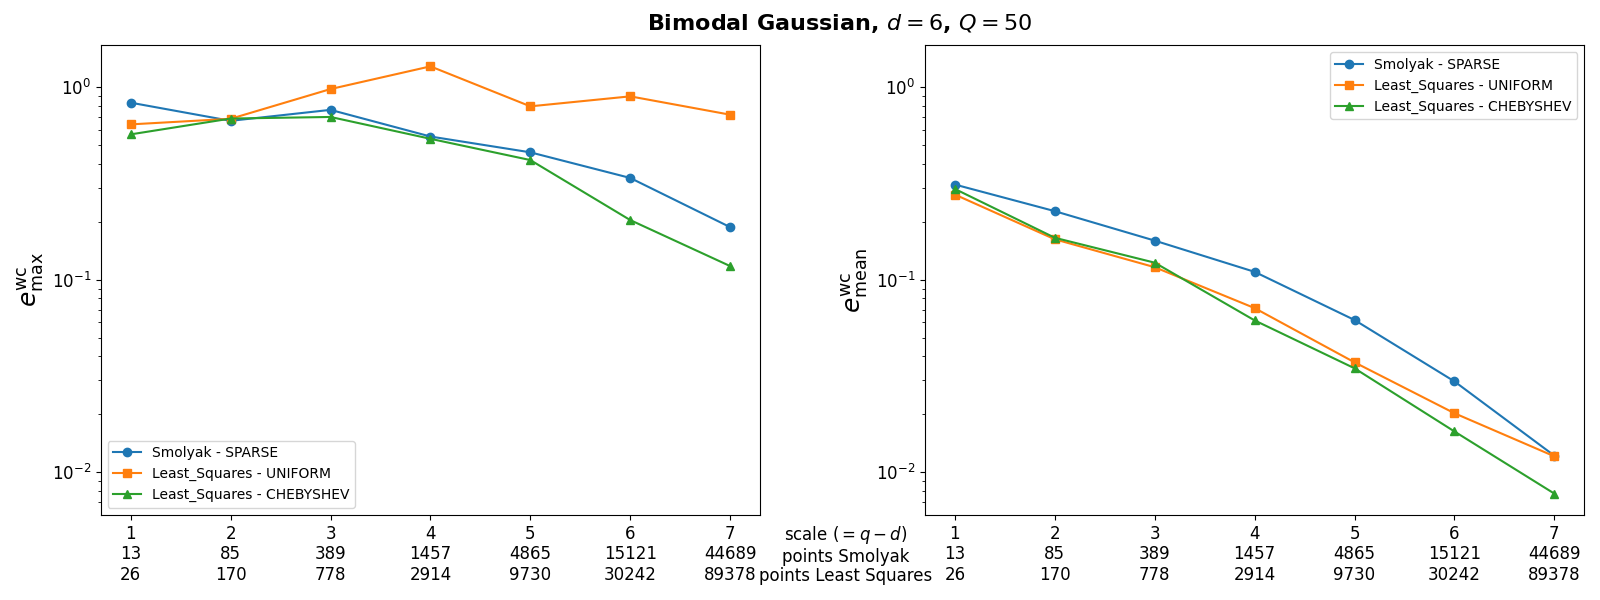 Bimodal Gaussian, d = 6, Q = 50
e^wc_max
10^0
10^-1
10^-2
Smolyak - SPARSE
Least_Squares - UNIFORM
Least_Squares - CHEBYSHEV
1 2 3 4 5 6 7
13 85 389 1457 4865 15121 44689
26 170 778 2914 9730 30242 89378
scale (= q − d)
points Smolyak
points Least Squares
e^wc_mean
10^0
10^-1
10^-2
Smolyak - SPARSE
Least_Squares - UNIFORM
Least_Squares - CHEBYSHEV
1 2 3 4 5 6 7
13 85 389 1457 4865 15121 44689
26 170 778 2914 9730 30242 89378